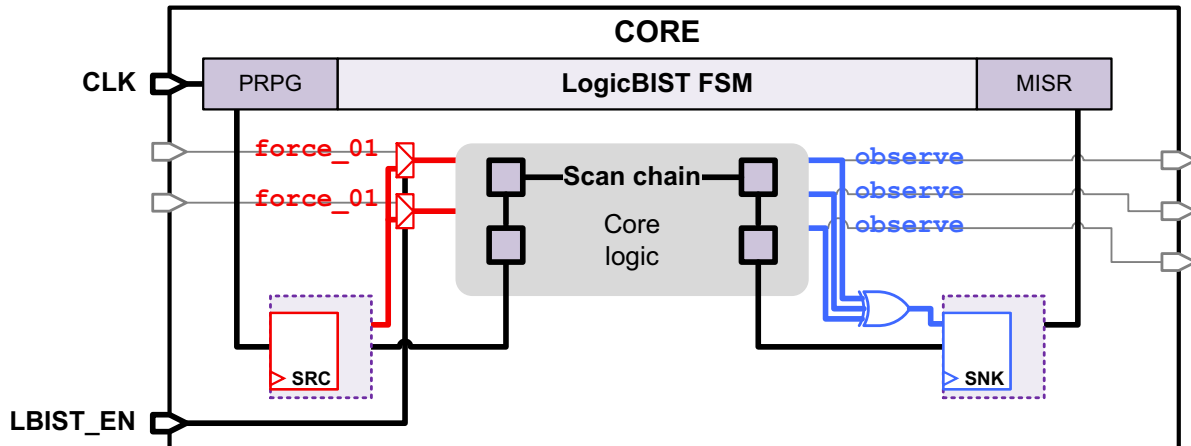 CORE
CLK
PRPG
LogicBIST FSM
MISR
force_01
force_01
Scan chain
Core
logic
observe
observe
observe
SRC
SNK
LBIST_EN